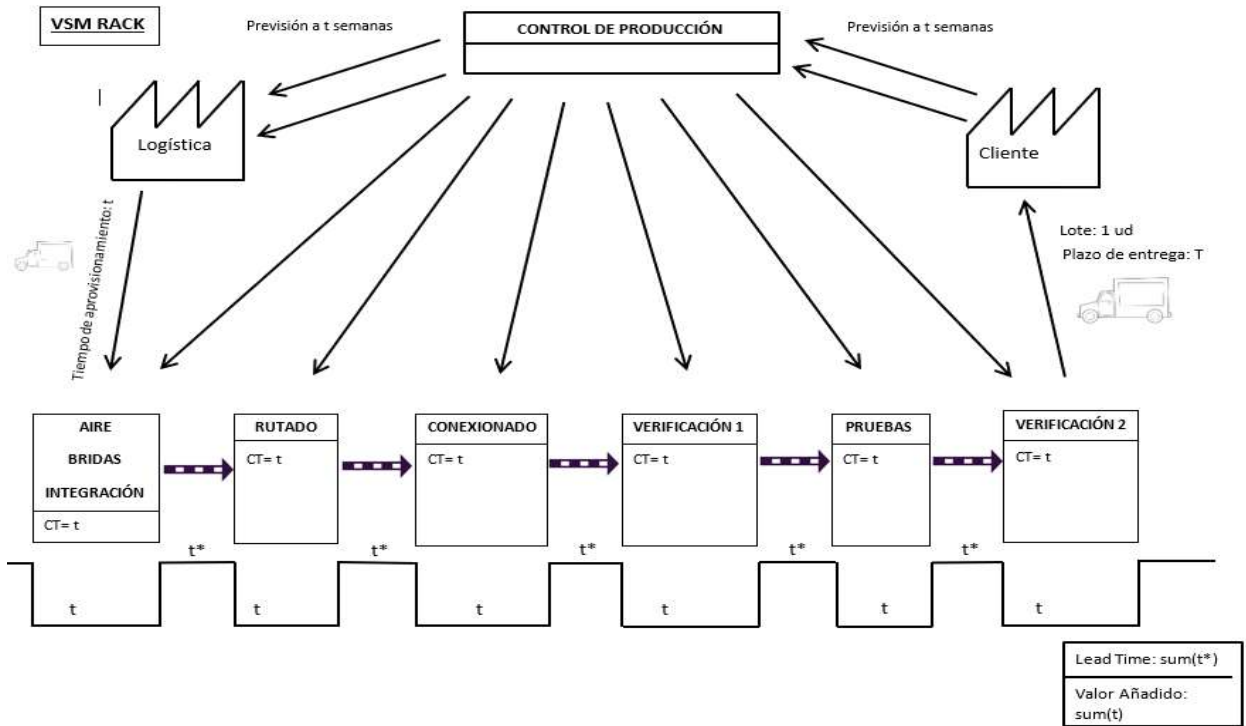 VSM RACK
Previsión a t semanas
CONTROL DE PRODUCCIÓN
Previsión a t semanas
Logística
Cliente
Tiempo de aprovisionamiento: t
Lote: 1 ud
Plazo de entrega: T
AIRE
BRIDAS
INTEGRACIÓN
CT= t
RUTADO
CT= t
CONEXIONADO
CT= t
VERIFICACIÓN 1
CT= t
PRUEBAS
CT= t
VERIFICACIÓN 2
CT= t
t* t* t* t* t*
t t t t t t
Lead Time: sum(t*)
Valor Añadido:
sum(t)